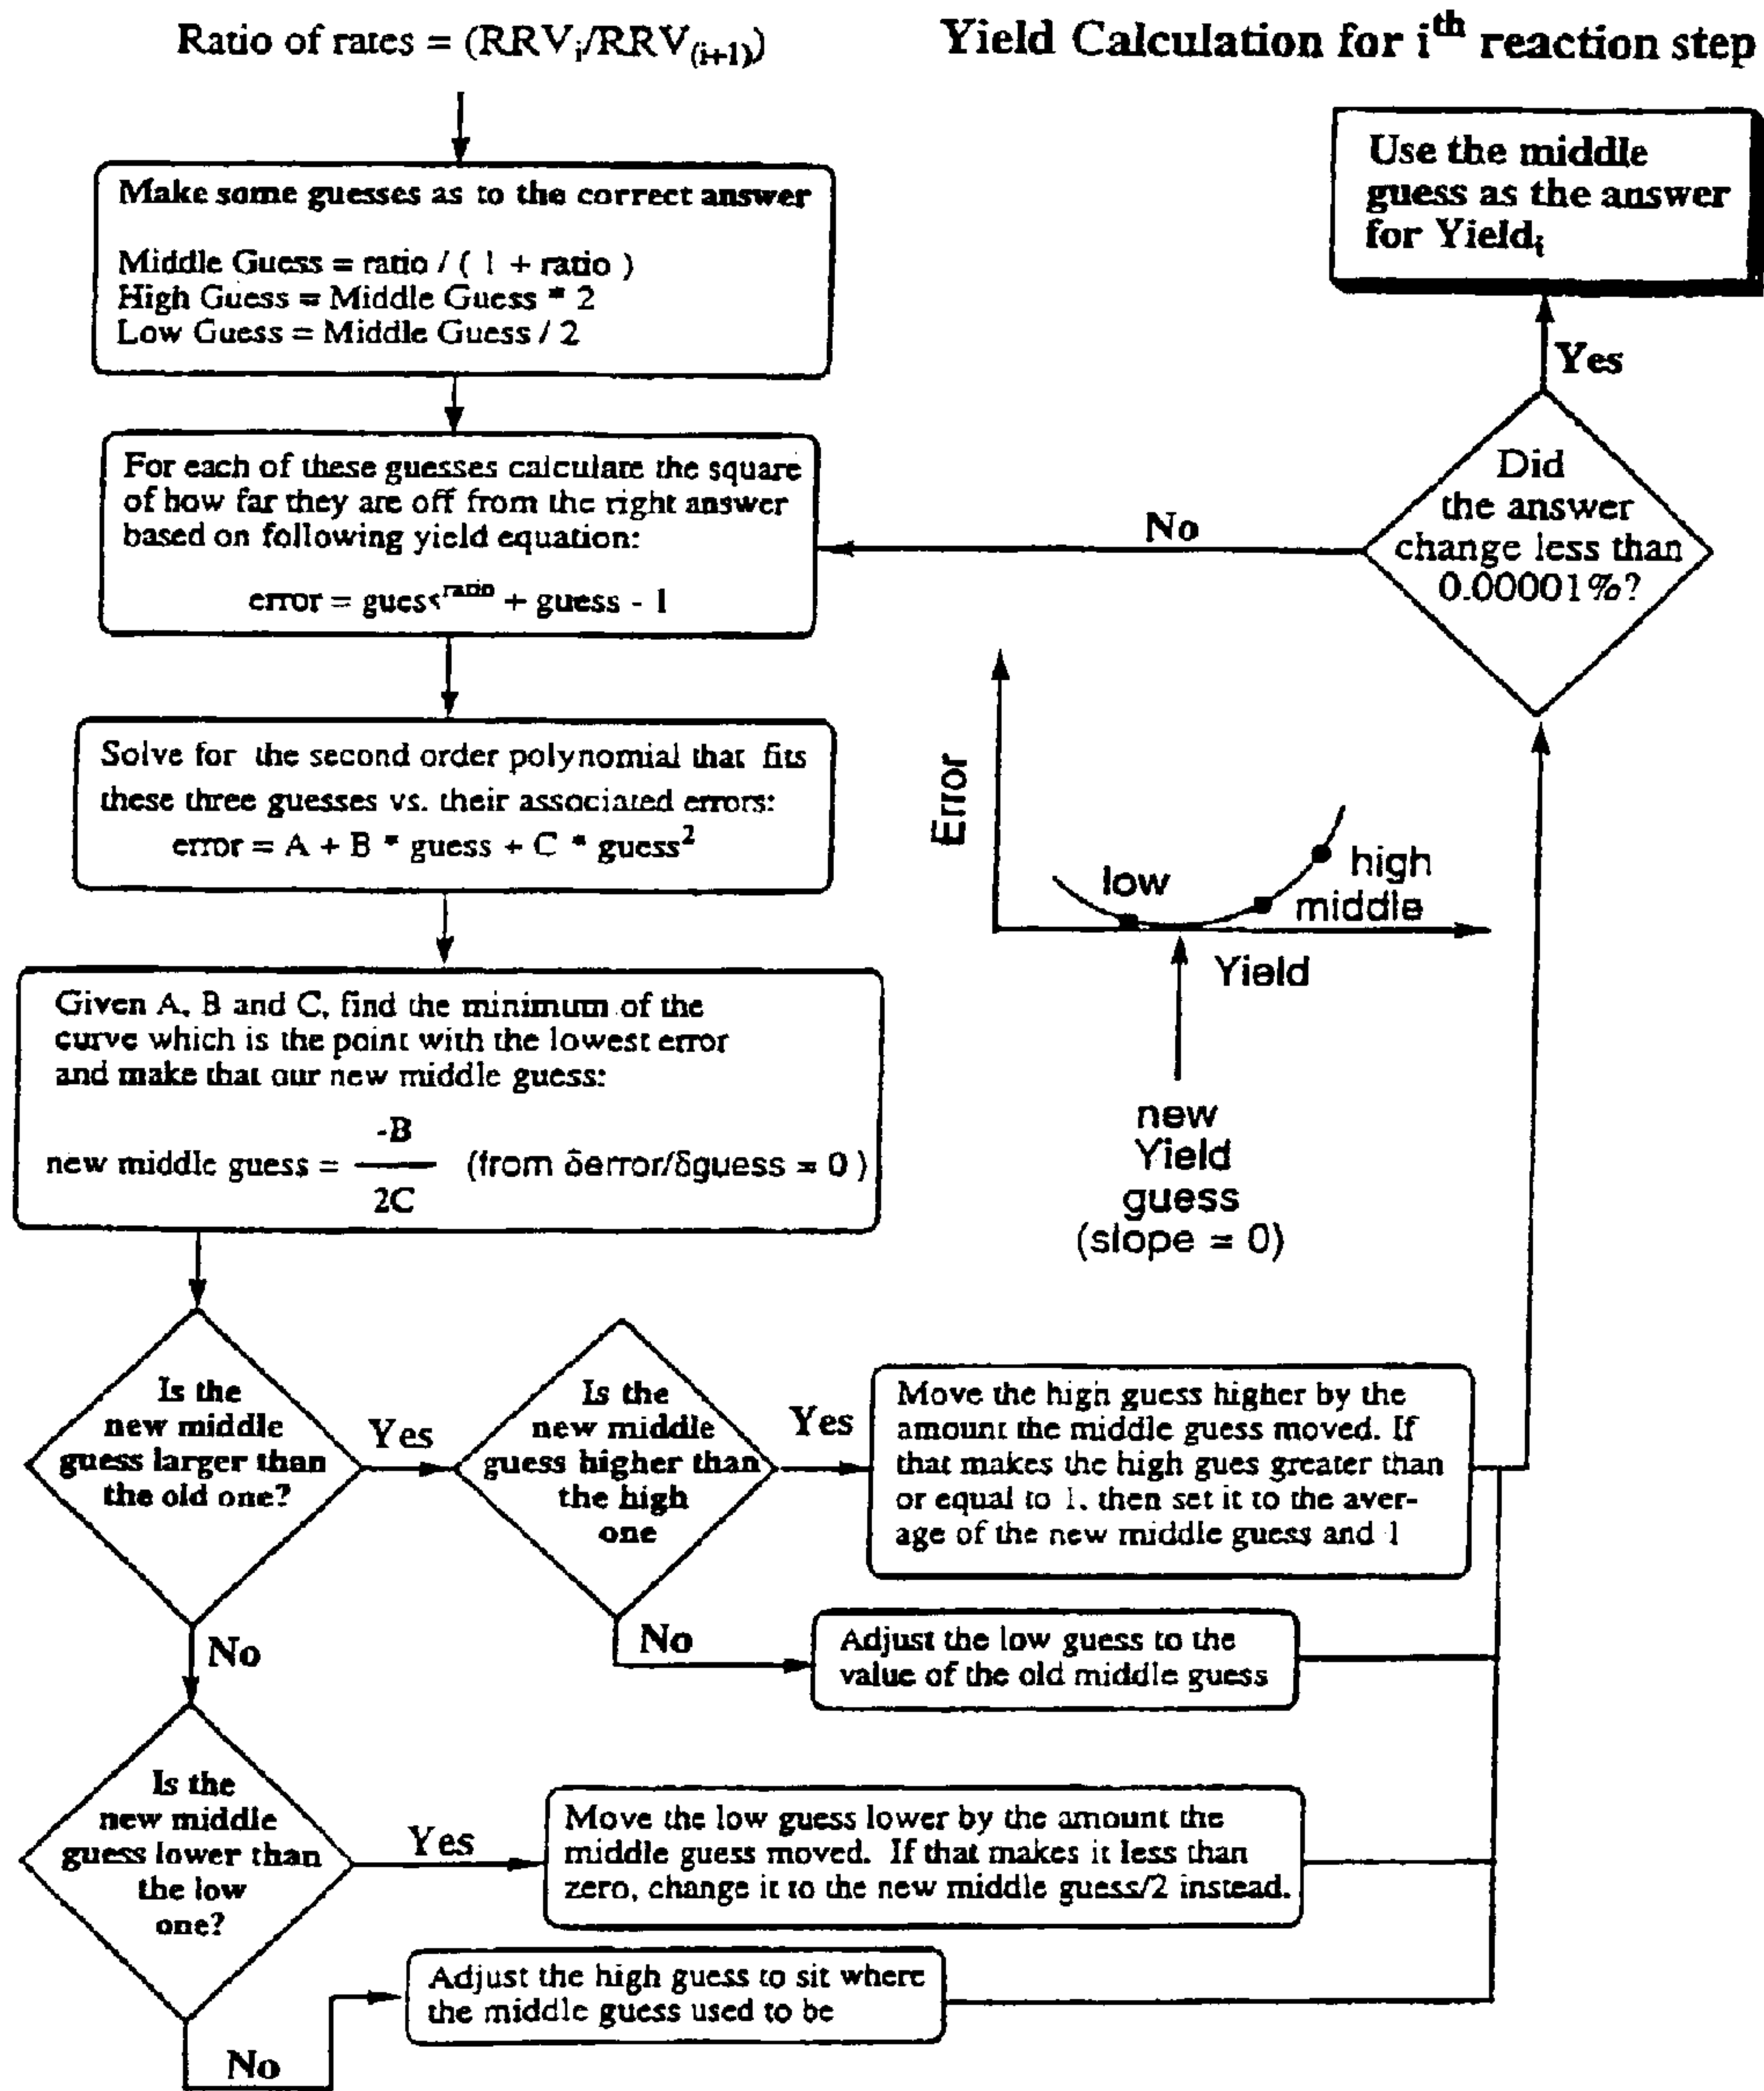 Ratio of rates = (RRVᵢ/RRV₍ᵢ₊₁₎)
Yield Calculation for iᵗʰ reaction step
Make some guesses as to the correct answer
Middle Guess = ratio / ( 1 + ratio )
High Guess = Middle Guess * 2
Low Guess = Middle Guess / 2
For each of these guesses calculate the square
of how far they are off from the right answer
based on following yield equation:
error = guess^ratio + guess - 1
Solve for the second order polynomial that fits
these three guesses vs. their associated errors:
error = A + B * guess + C * guess²
Given A, B and C, find the minimum of the
curve which is the point with the lowest error
and make that our new middle guess:
new middle guess = -B / 2C (from δerror/δguess = 0 )
Is the
new middle
guess larger than
the old one?
Yes
Is the
new middle
guess higher than
the high
one
Yes
Move the high guess higher by the
amount the middle guess moved. If
that makes the high gues greater than
or equal to 1, then set it to the aver-
age of the new middle guess and 1
No
Adjust the low guess to the
value of the old middle guess
No
Is the
new middle
guess lower than
the low
one?
Yes
Move the low guess lower by the amount the
middle guess moved. If that makes it less than
zero, change it to the new middle guess/2 instead.
No
Adjust the high guess to sit where
the middle guess used to be
Did
the answer
change less than
0.00001%?
No
Yes
Use the middle
guess as the answer
for Yieldᵢ
Error
low
high
middle
Yield
new
Yield
guess
(slope = 0)